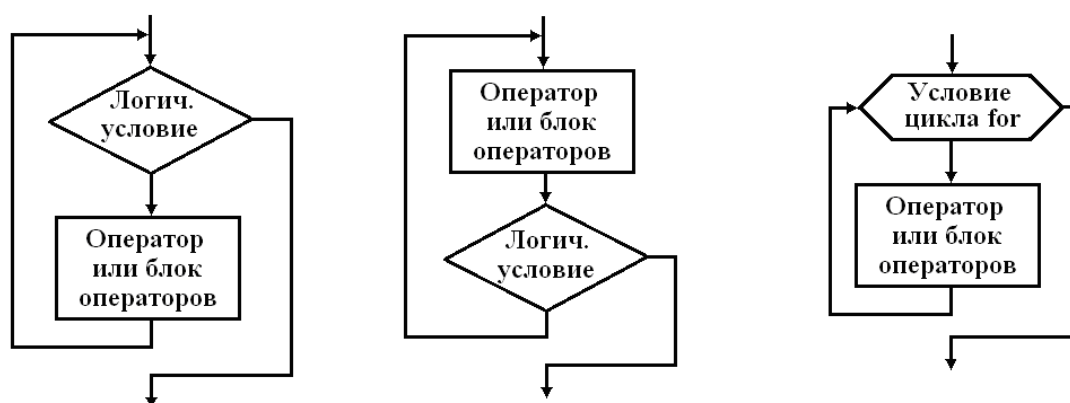 Логич.
условие
Оператор
или блок
операторов
Оператор
или блок
операторов
Логич.
условие
Условие
цикла for
Оператор
или блок
операторов